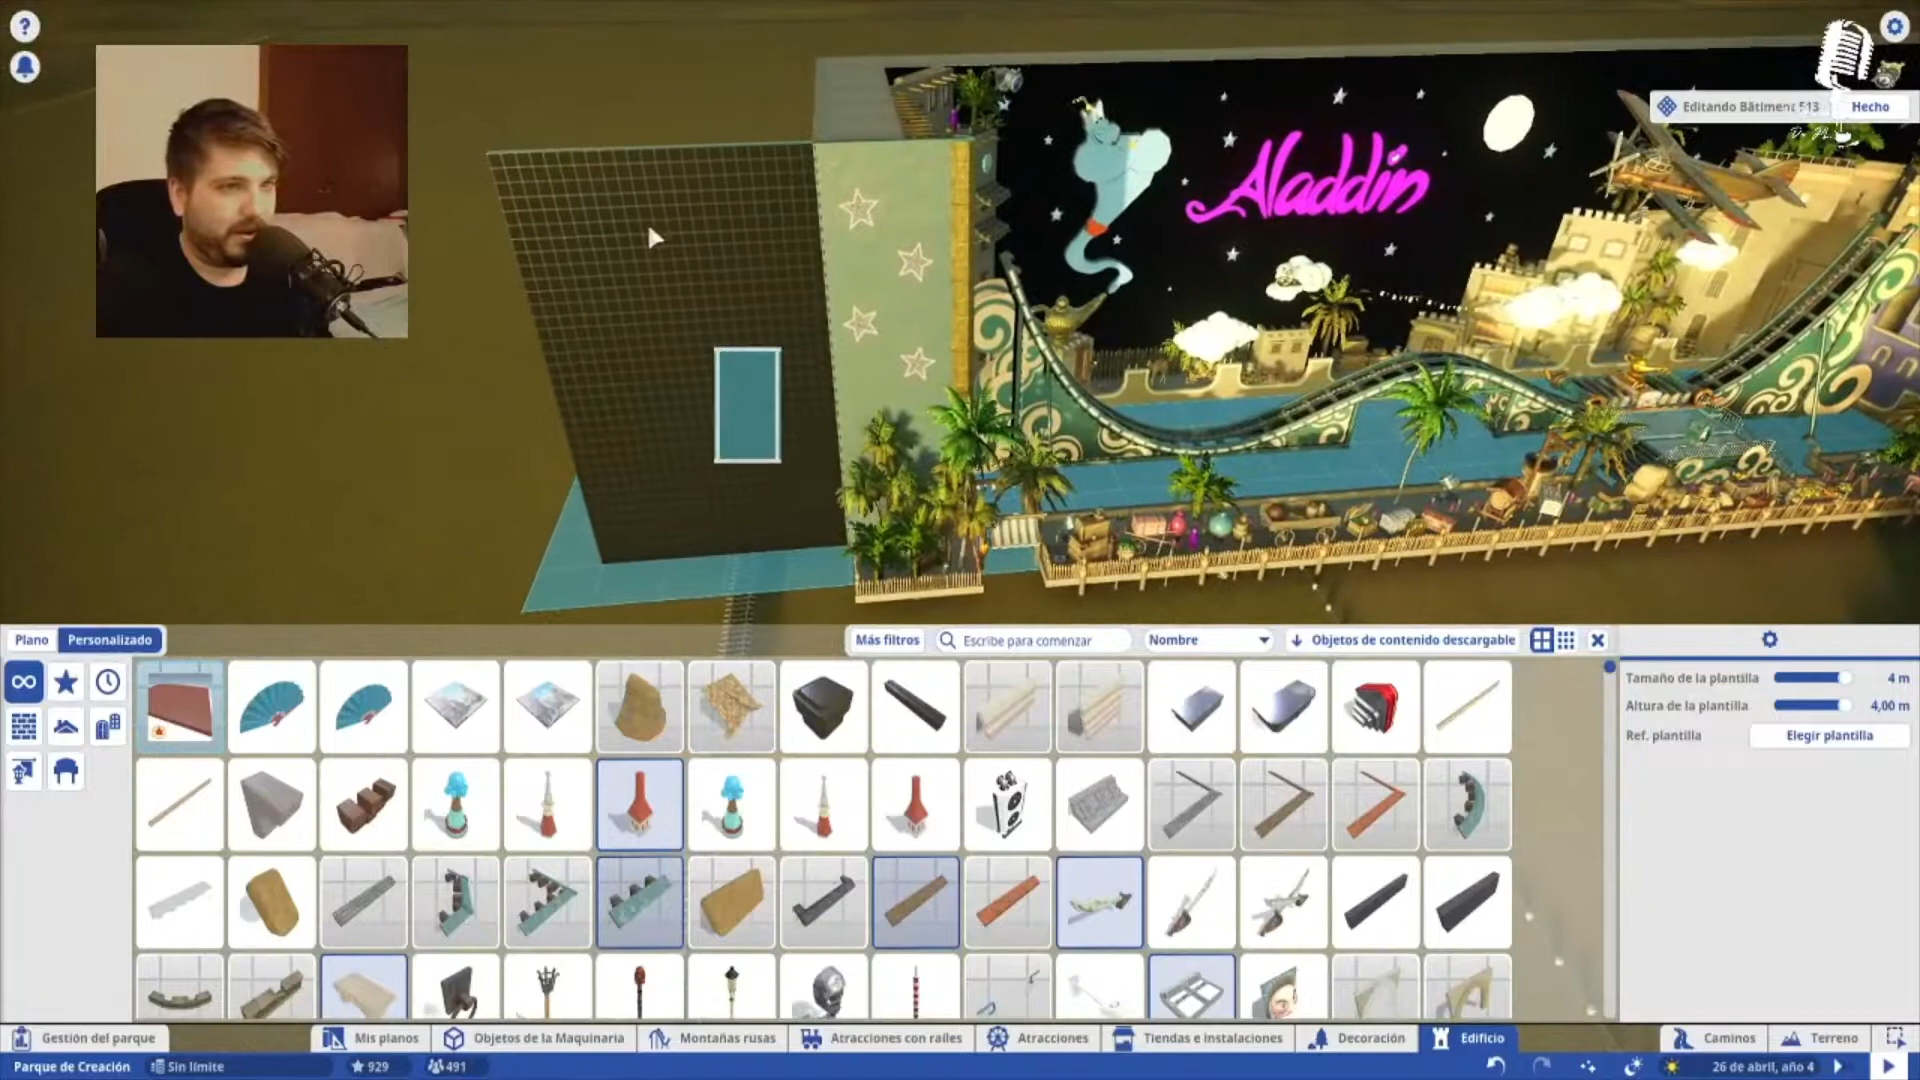 ?
Aladdin
Editando Bâtiment 513
Hecho
Plano
Personalizado
Más filtros
Escribe para comenzar
Nombre
Objetos de contenido descargable
Tamaño de la plantilla
4 m
Altura de la plantilla
4,00 m
Ref. plantilla
Elegir plantilla
Gestión del parque
Mis planos
Objetos de la Maquinaria
Montañas rusas
Atracciones con raíles
Atracciones
Tiendas e instalaciones
Decoración
Edificio
Caminos
Terreno
Parque de Creación
Sin límite
929
491
26 de abril, año 4